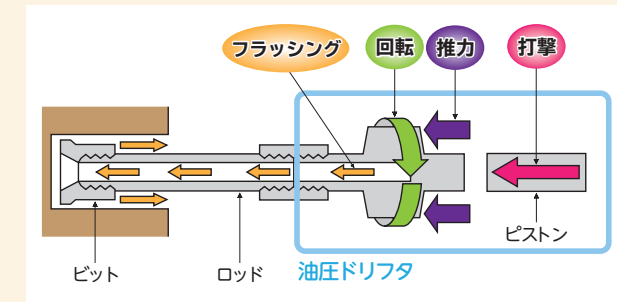 フラッシング
回転
推力
打撃
ピストン
ビット
ロッド
油圧ドリフタ